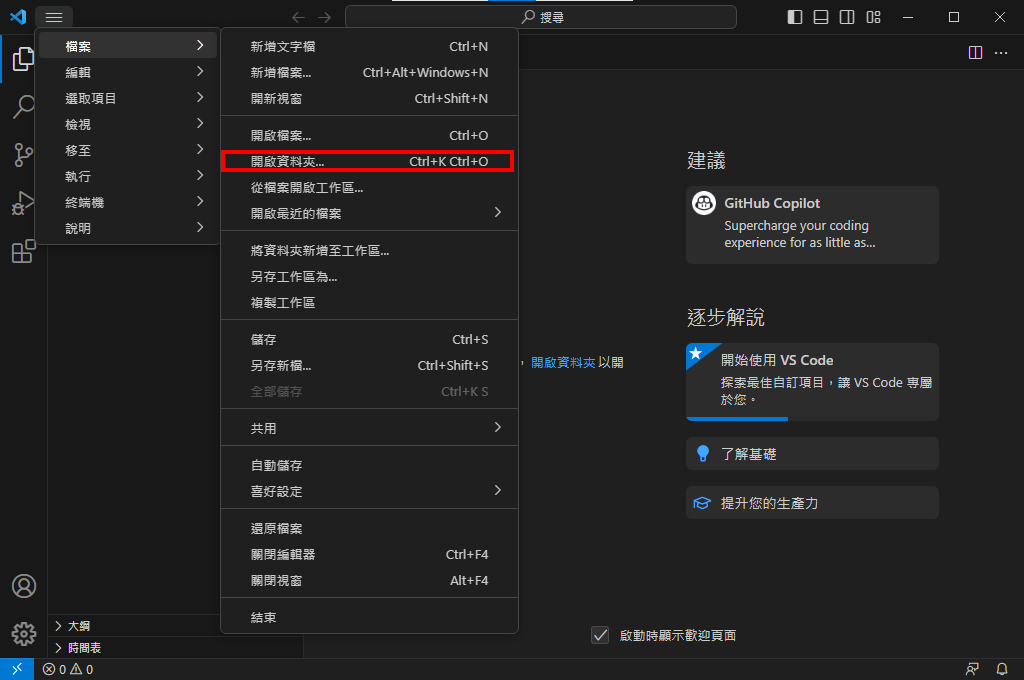 搜尋
檔案
編輯
選取項目
檢視
移至
執行
終端機
說明
新增文字檔 Ctrl+N
新增檔案... Ctrl+Alt+Windows+N
開新視窗 Ctrl+Shift+N
開啟檔案... Ctrl+O
開啟資料夾... Ctrl+K Ctrl+O
從檔案開啟工作區...
開啟最近的檔案
將資料夾新增至工作區...
另存工作區為...
複製工作區
儲存 Ctrl+S
另存新檔... Ctrl+Shift+S
全部儲存 Ctrl+K S
共用
自動儲存
喜好設定
還原檔案
關閉編輯器 Ctrl+F4
關閉視窗 Alt+F4
結束
，開啟資料夾以開
建議
GitHub Copilot
Supercharge your coding
experience for as little as...
逐步解說
開始使用 VS Code
探索最佳自訂項目，讓 VS Code 專屬
於您。
了解基礎
提升您的生產力
啟動時顯示歡迎頁面
大綱
時間表
0 0